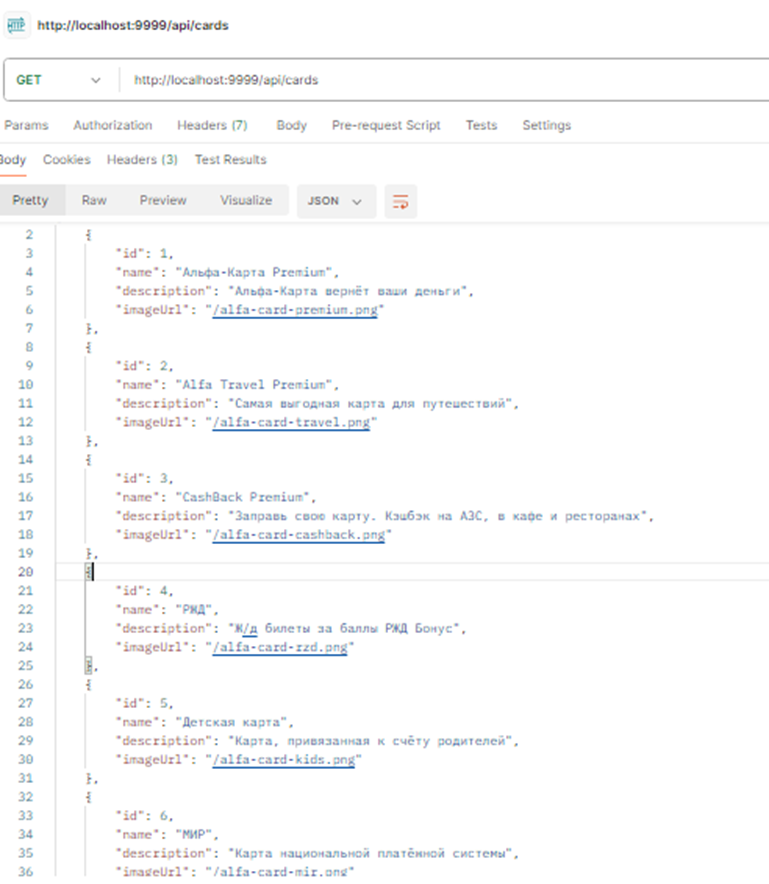 HTTP http://localhost:9999/api/cards
GET http://localhost:9999/api/cards
Params Authorization Headers (7) Body Pre-request Script Tests Settings
Body Cookies Headers (3) Test Results
Pretty Raw Preview Visualize JSON
2 {
3 "id": 1,
4 "name": "Альфа-Карта Premium",
5 "description": "Альфа-Карта вернёт ваши деньги",
6 "imageUrl": "/alfa-card-premium.png"
7 },
8 {
9 "id": 2,
10 "name": "Alfa Travel Premium",
11 "description": "Самая выгодная карта для путешествий",
12 "imageUrl": "/alfa-card-travel.png"
13 },
14 {
15 "id": 3,
16 "name": "CashBack Premium",
17 "description": "Заправь свою карту. Кэшбэк на АЗС, в кафе и ресторанах",
18 "imageUrl": "/alfa-card-cashback.png"
19 },
20 {
21 "id": 4,
22 "name": "РЖД",
23 "description": "Ж/д билеты за баллы РЖД Бонус",
24 "imageUrl": "/alfa-card-rzd.png"
25 },
26 {
27 "id": 5,
28 "name": "Детская карта",
29 "description": "Карта, привязанная к счёту родителей",
30 "imageUrl": "/alfa-card-kids.png"
31 },
32 {
33 "id": 6,
34 "name": "МИР",
35 "description": "Карта национальной платёжной системы",
36 "imageUrl": "/alfa-card-mir.png"